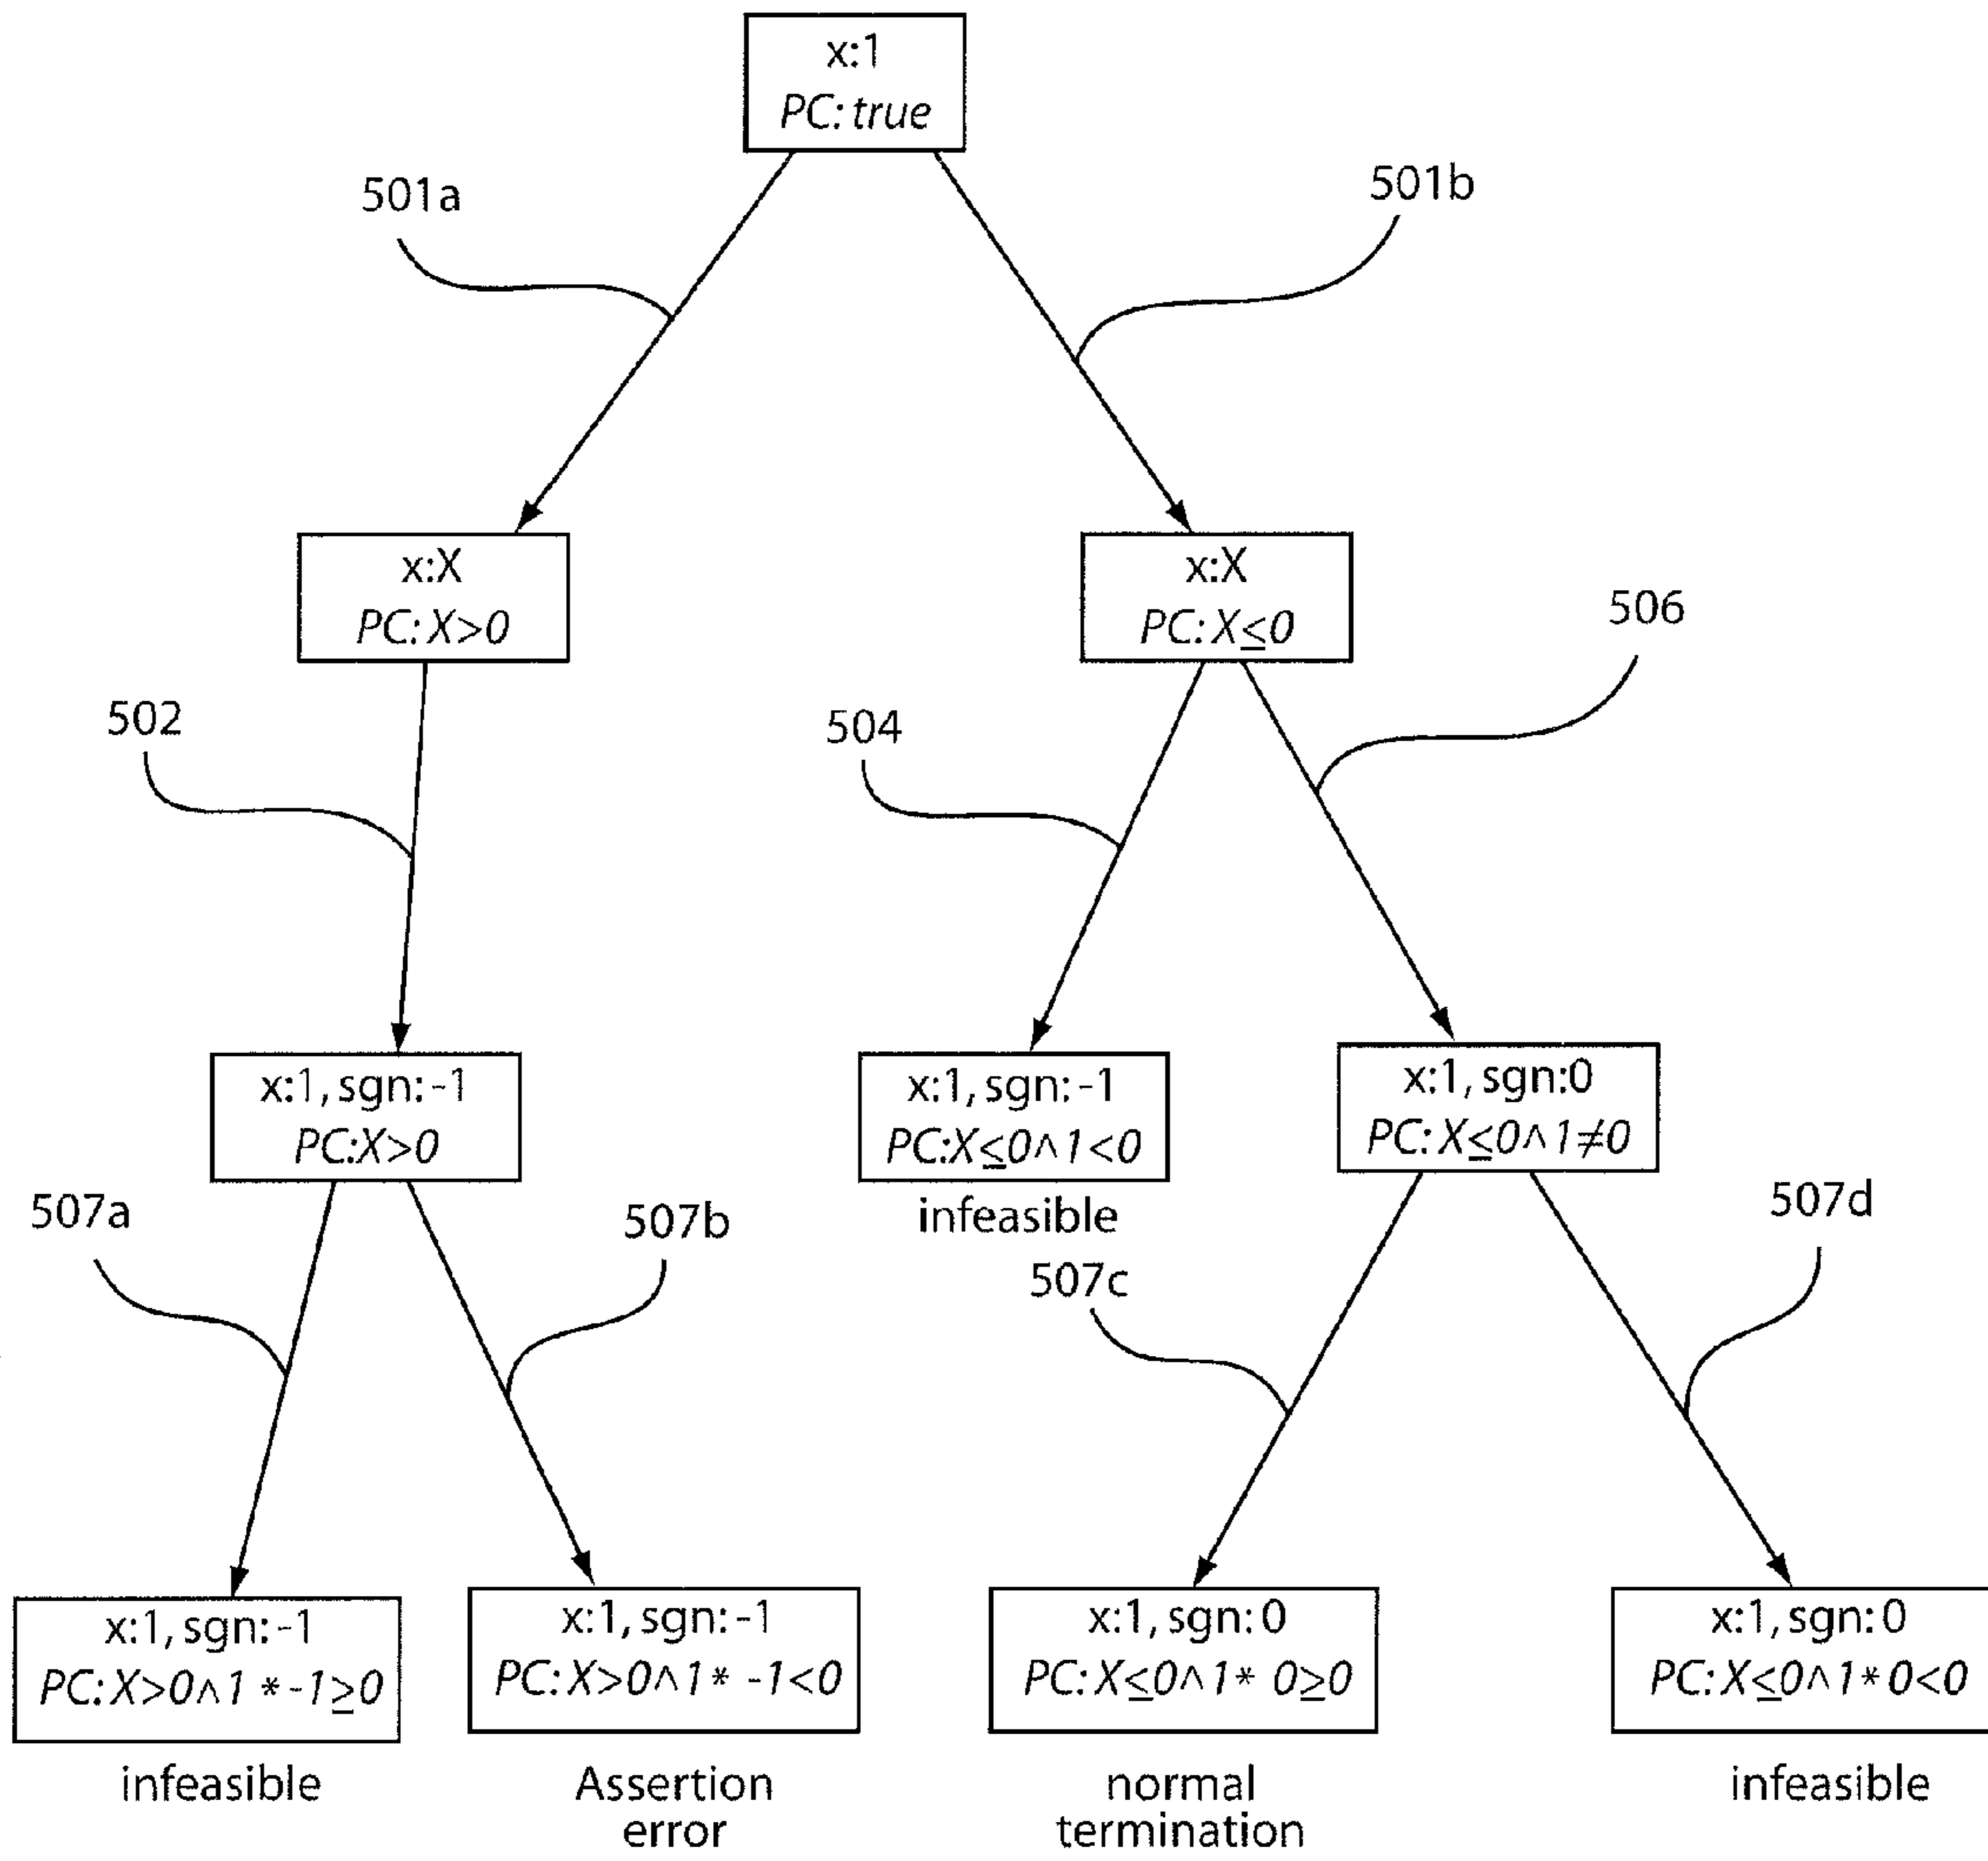 x:1
PC: true
501a
501b
x:X
PC: X>0
x:X
PC: X≤0
506
502
504
x:1, sgn: -1
PC:X>0
x:1, sgn: -1
PC:X≤0∧1<0
infeasible
x:1, sgn:0
PC: X≤0∧1≠0
507a
507b
507c
507d
x:1, sgn: -1
PC: X>0∧1 * -1≥0
infeasible
x:1, sgn: -1
PC: X>0∧1 * -1<0
Assertion
error
x:1, sgn: 0
PC: X≤0∧1* 0≥0
normal
termination
x:1, sgn: 0
PC: X≤0∧1 * 0<0
infeasible